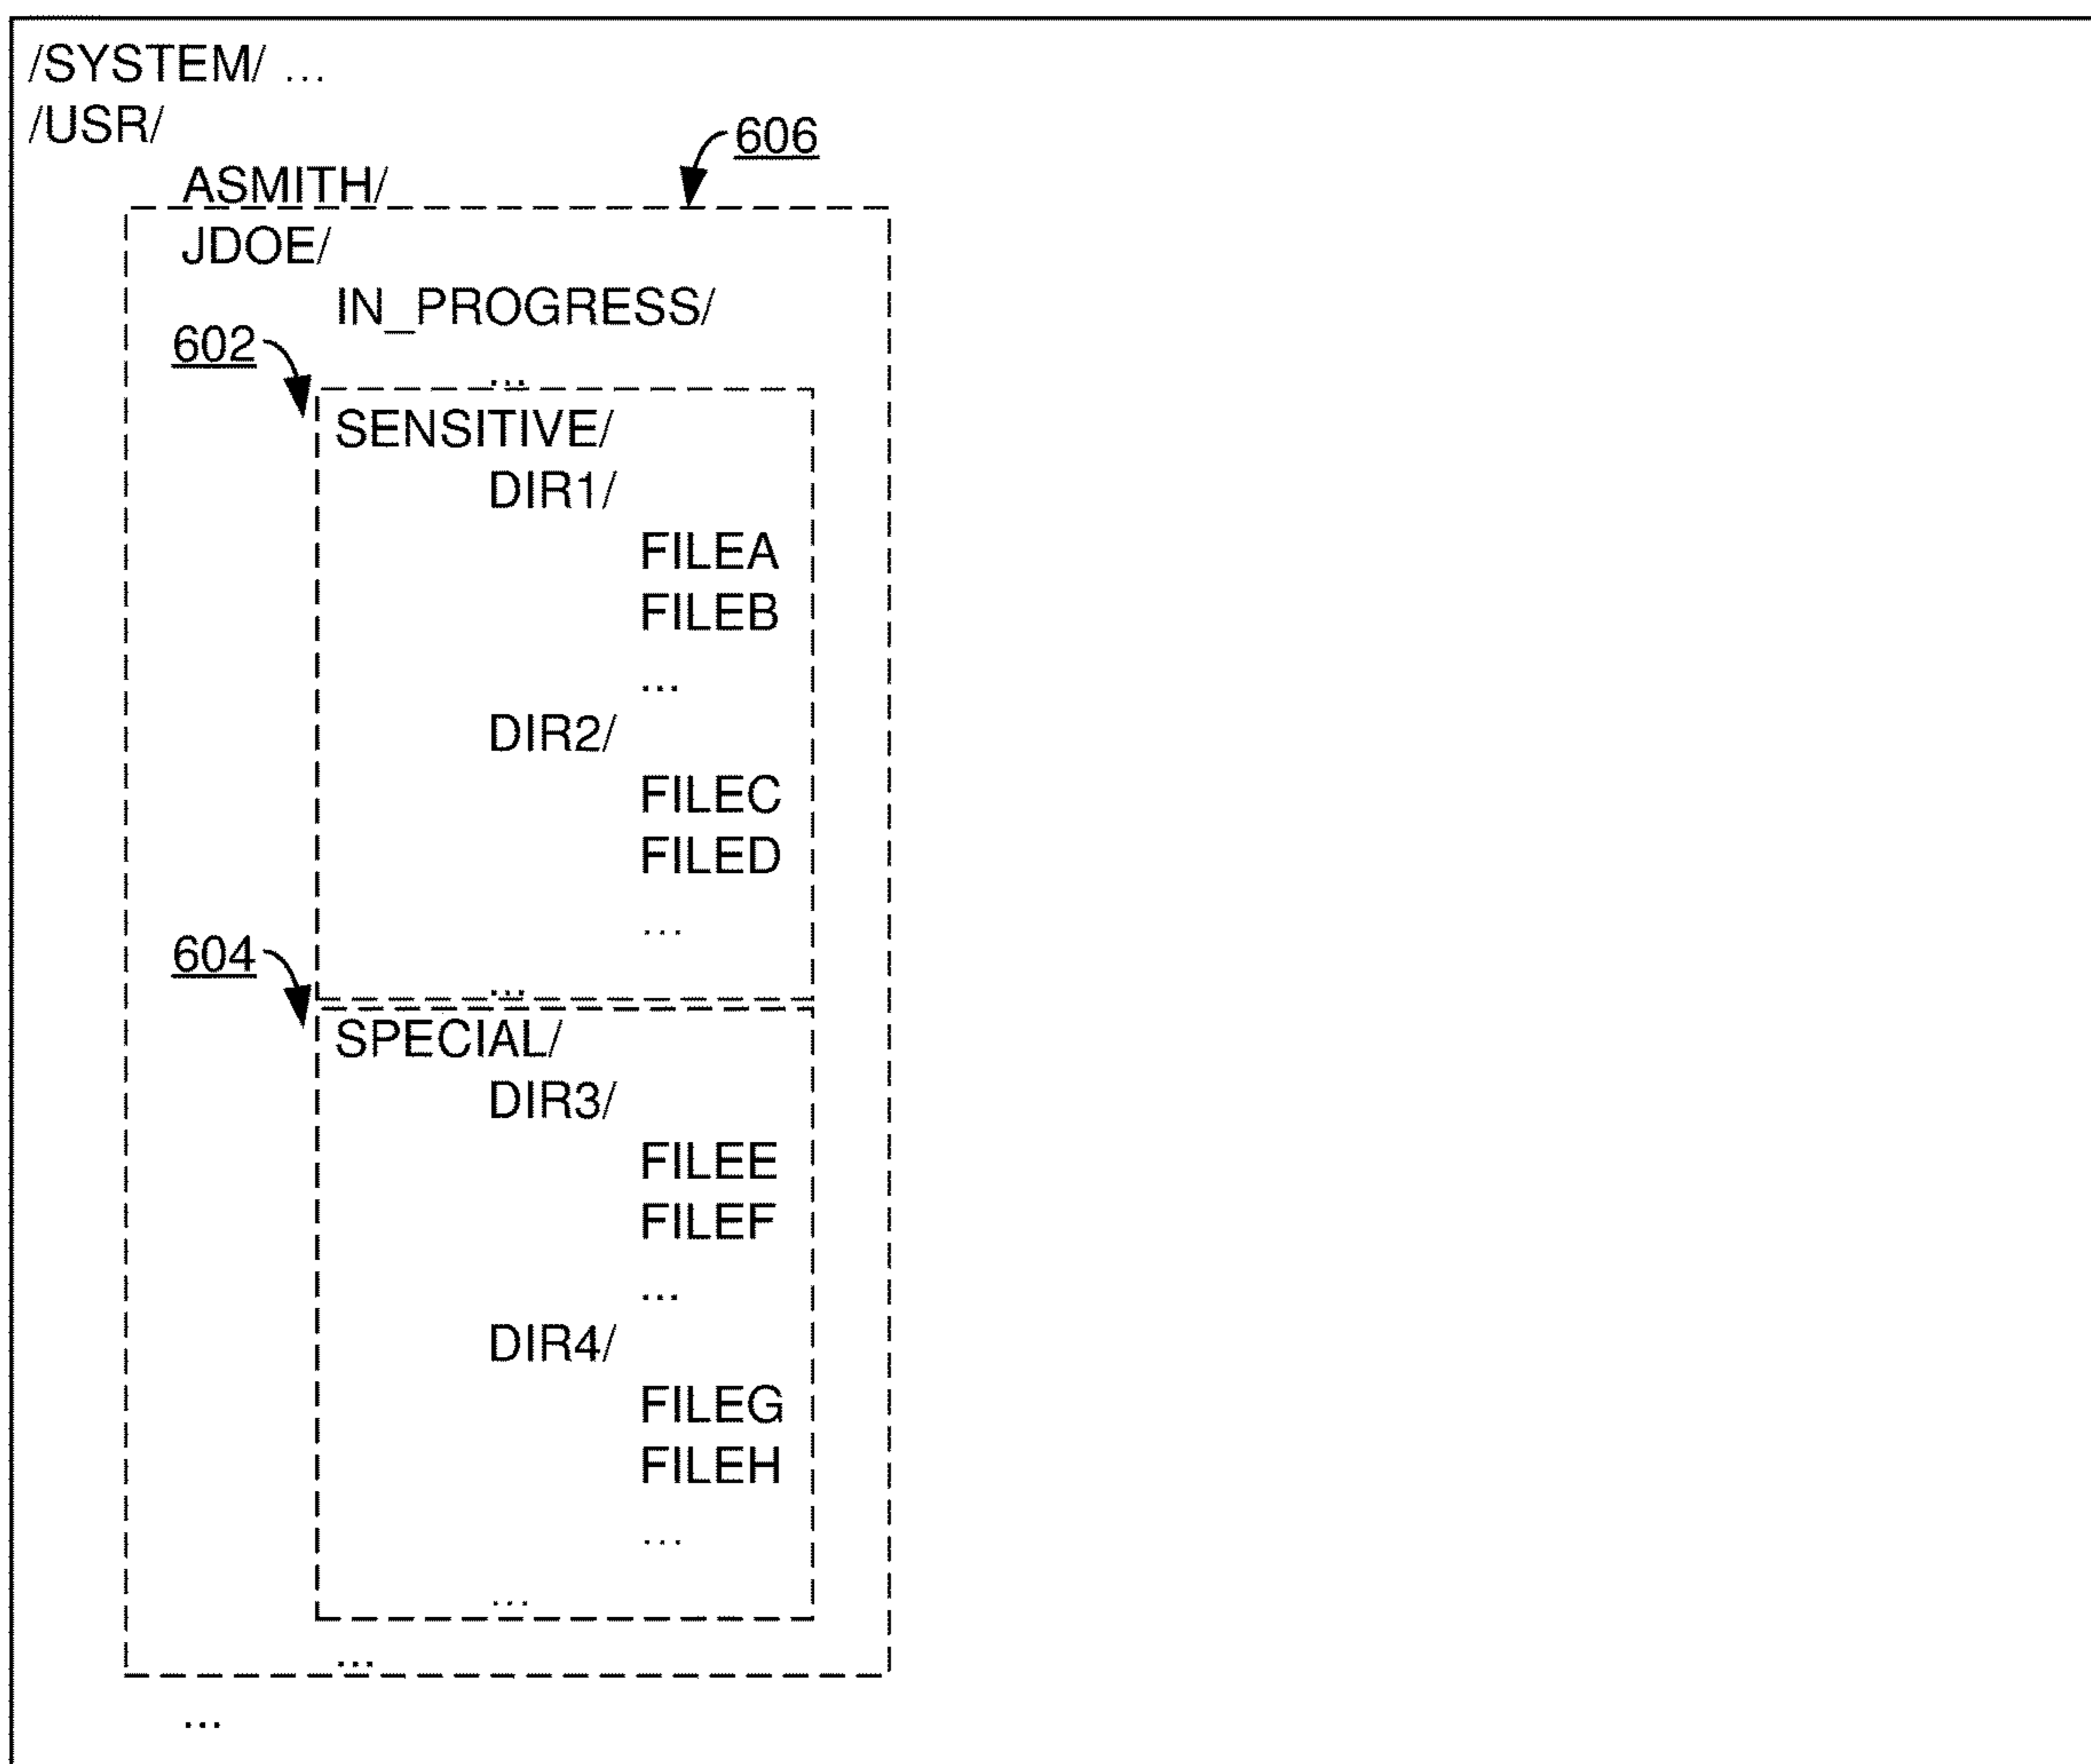 /SYSTEM/ ...
/USR/
606
ASMITH/
JDOE/
IN_PROGRESS/
602
...
SENSITIVE/
DIR1/
FILEA
FILEB
...
DIR2/
FILEC
FILED
...
604
...
SPECIAL/
DIR3/
FILEE
FILEF
...
DIR4/
FILEG
FILEH
...
...
...
...